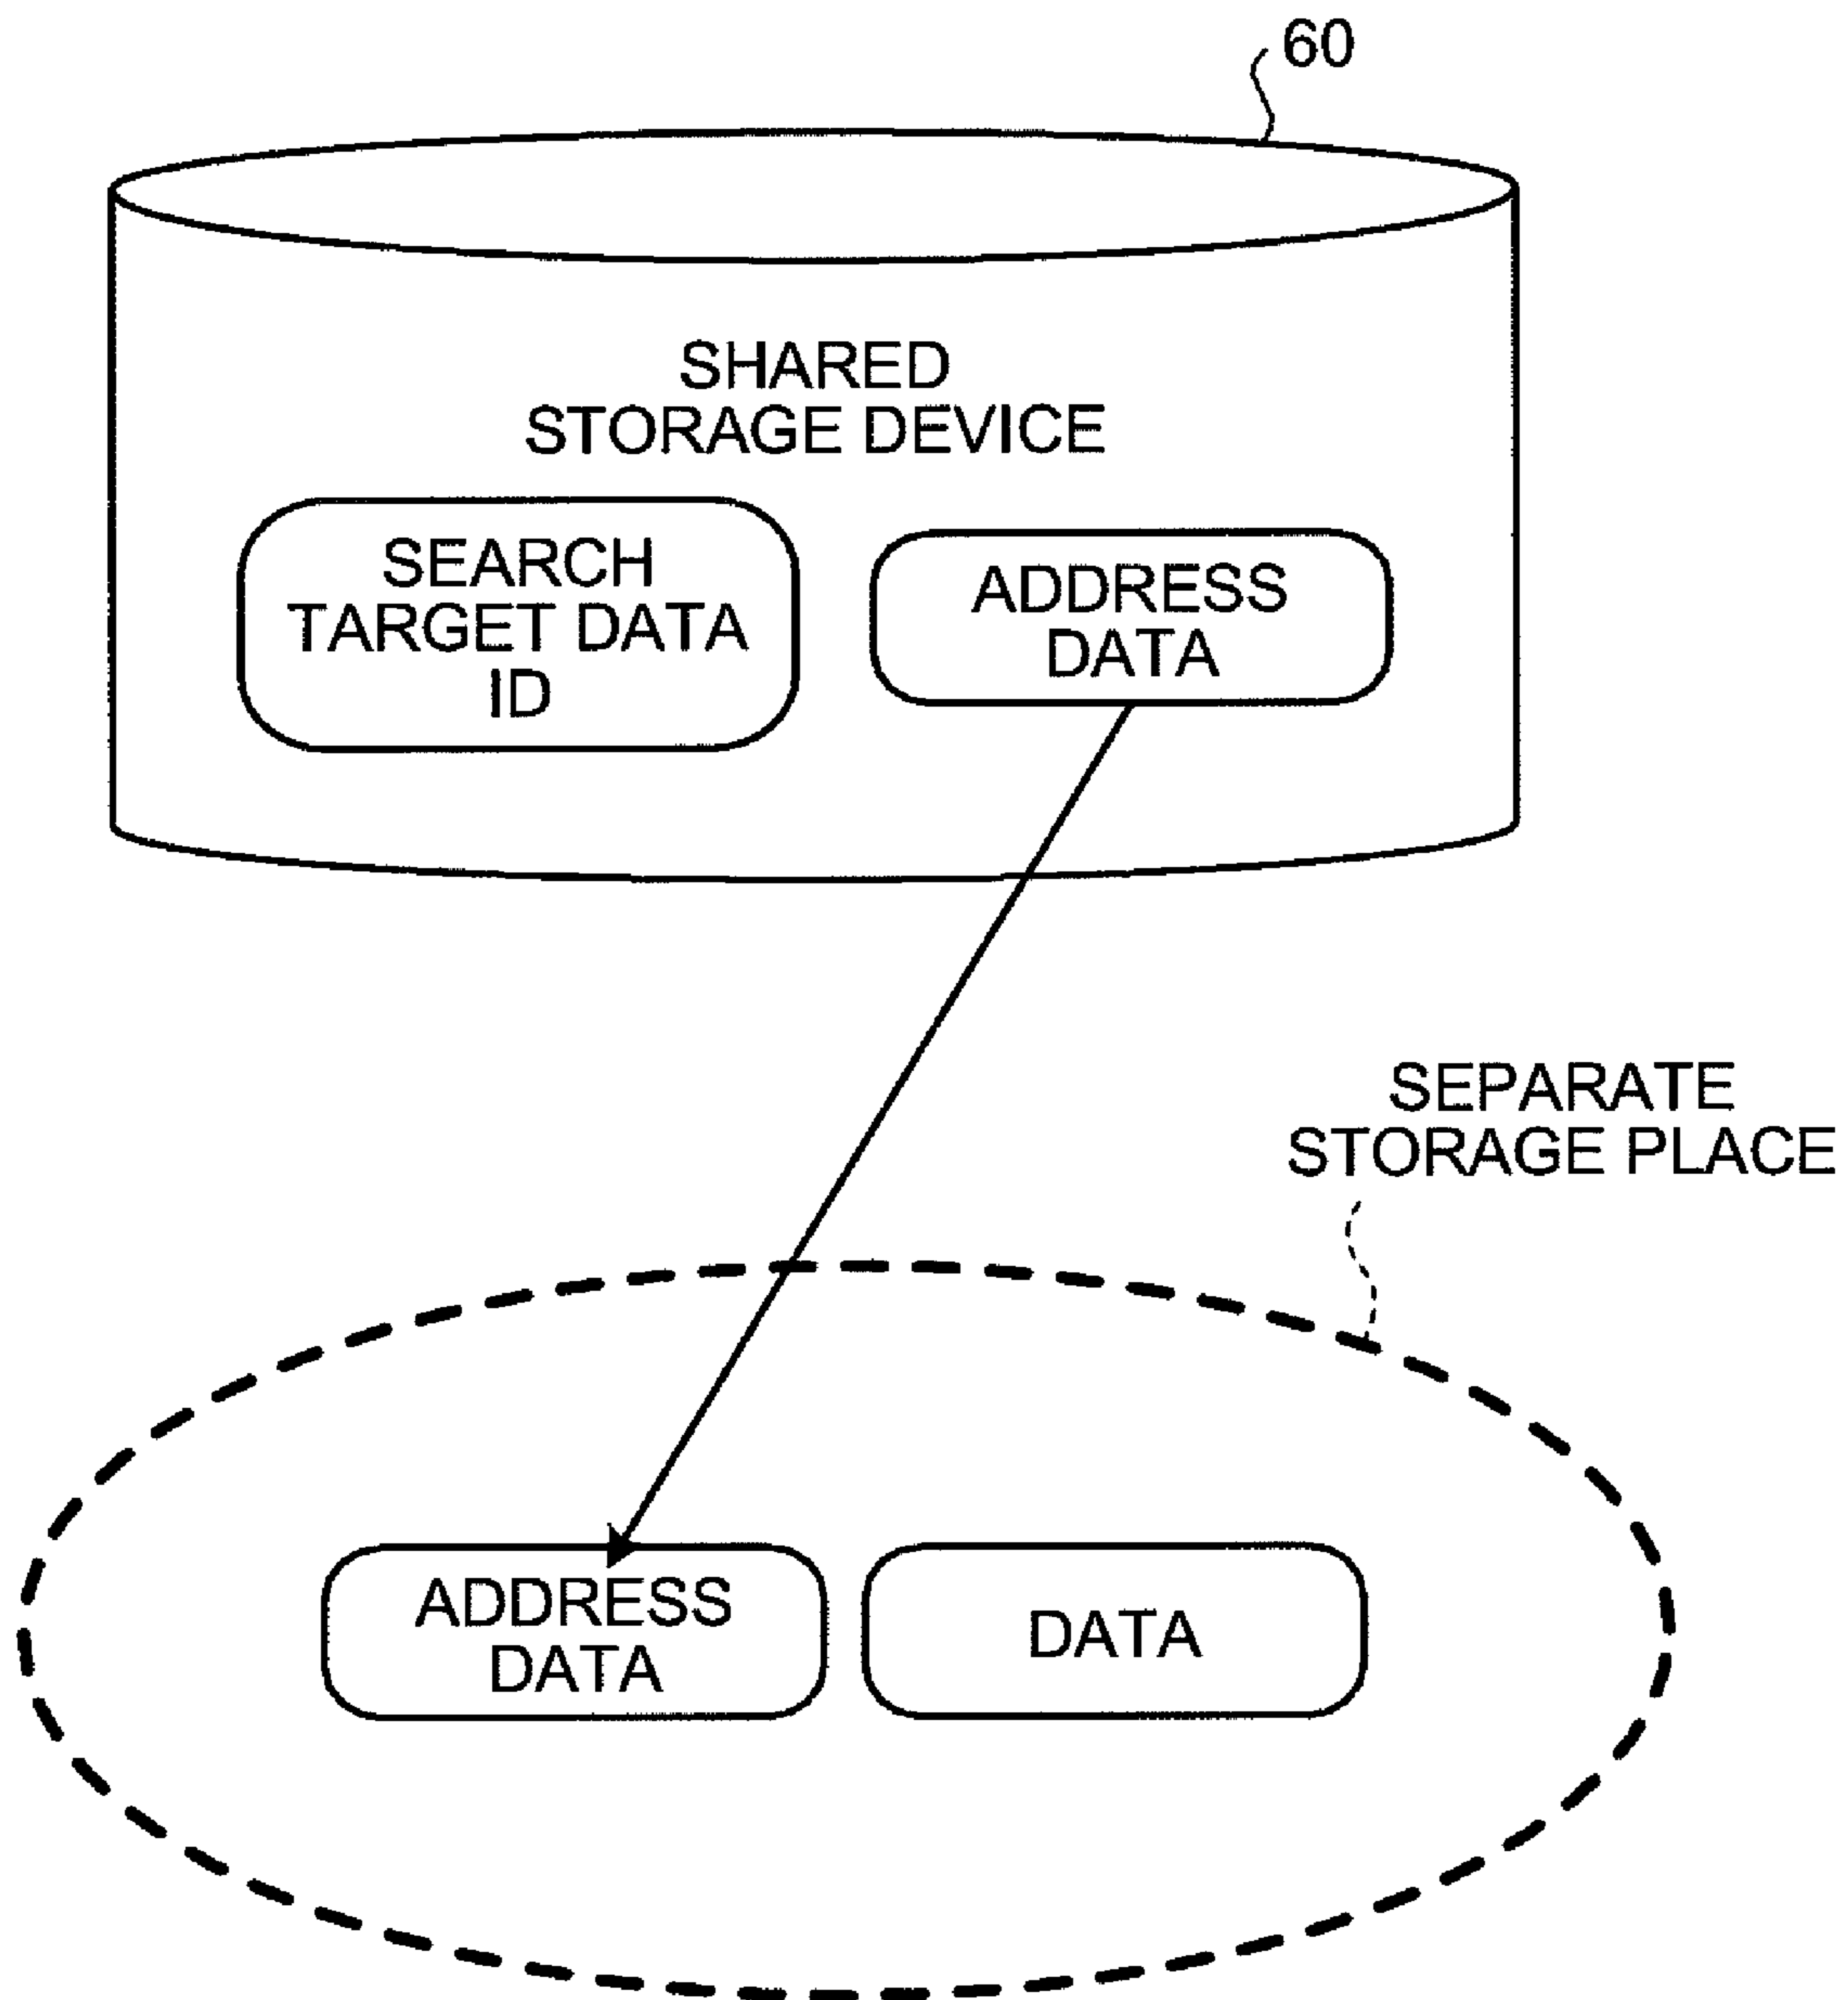 60
SHARED
STORAGE DEVICE
SEARCH
TARGET DATA
ID
ADDRESS
DATA
SEPARATE
STORAGE PLACE
ADDRESS
DATA
DATA